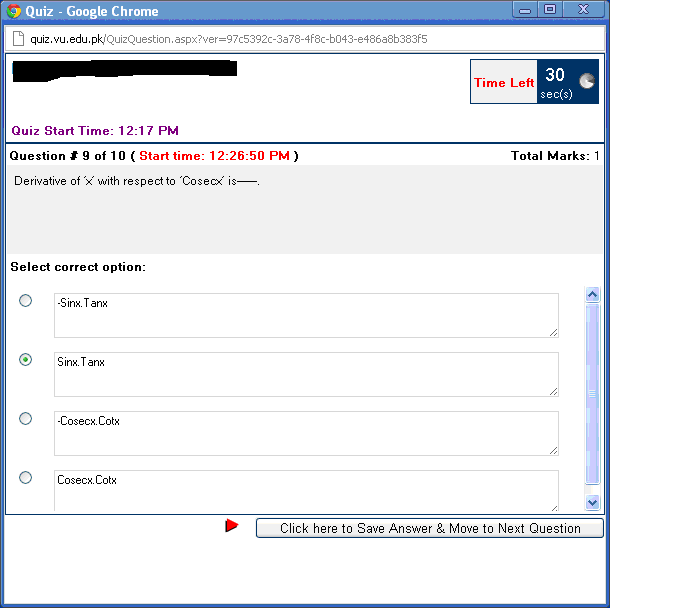 Quiz - Google Chrome
quiz.vu.edu.pk/QuizQuestion.aspx?ver=97c5392c-3a78-4f8c-b043-e486a8b383f5
Time Left 30 sec(s)
Quiz Start Time: 12:17 PM
Question # 9 of 10 ( Start time: 12:26:50 PM ) Total Marks: 1
Derivative of ‘x’ with respect to ‘Cosecx’ is-----.
Select correct option:
-Sinx.Tanx
Sinx.Tanx
-Cosecx.Cotx
Cosecx.Cotx
Click here to Save Answer & Move to Next Question